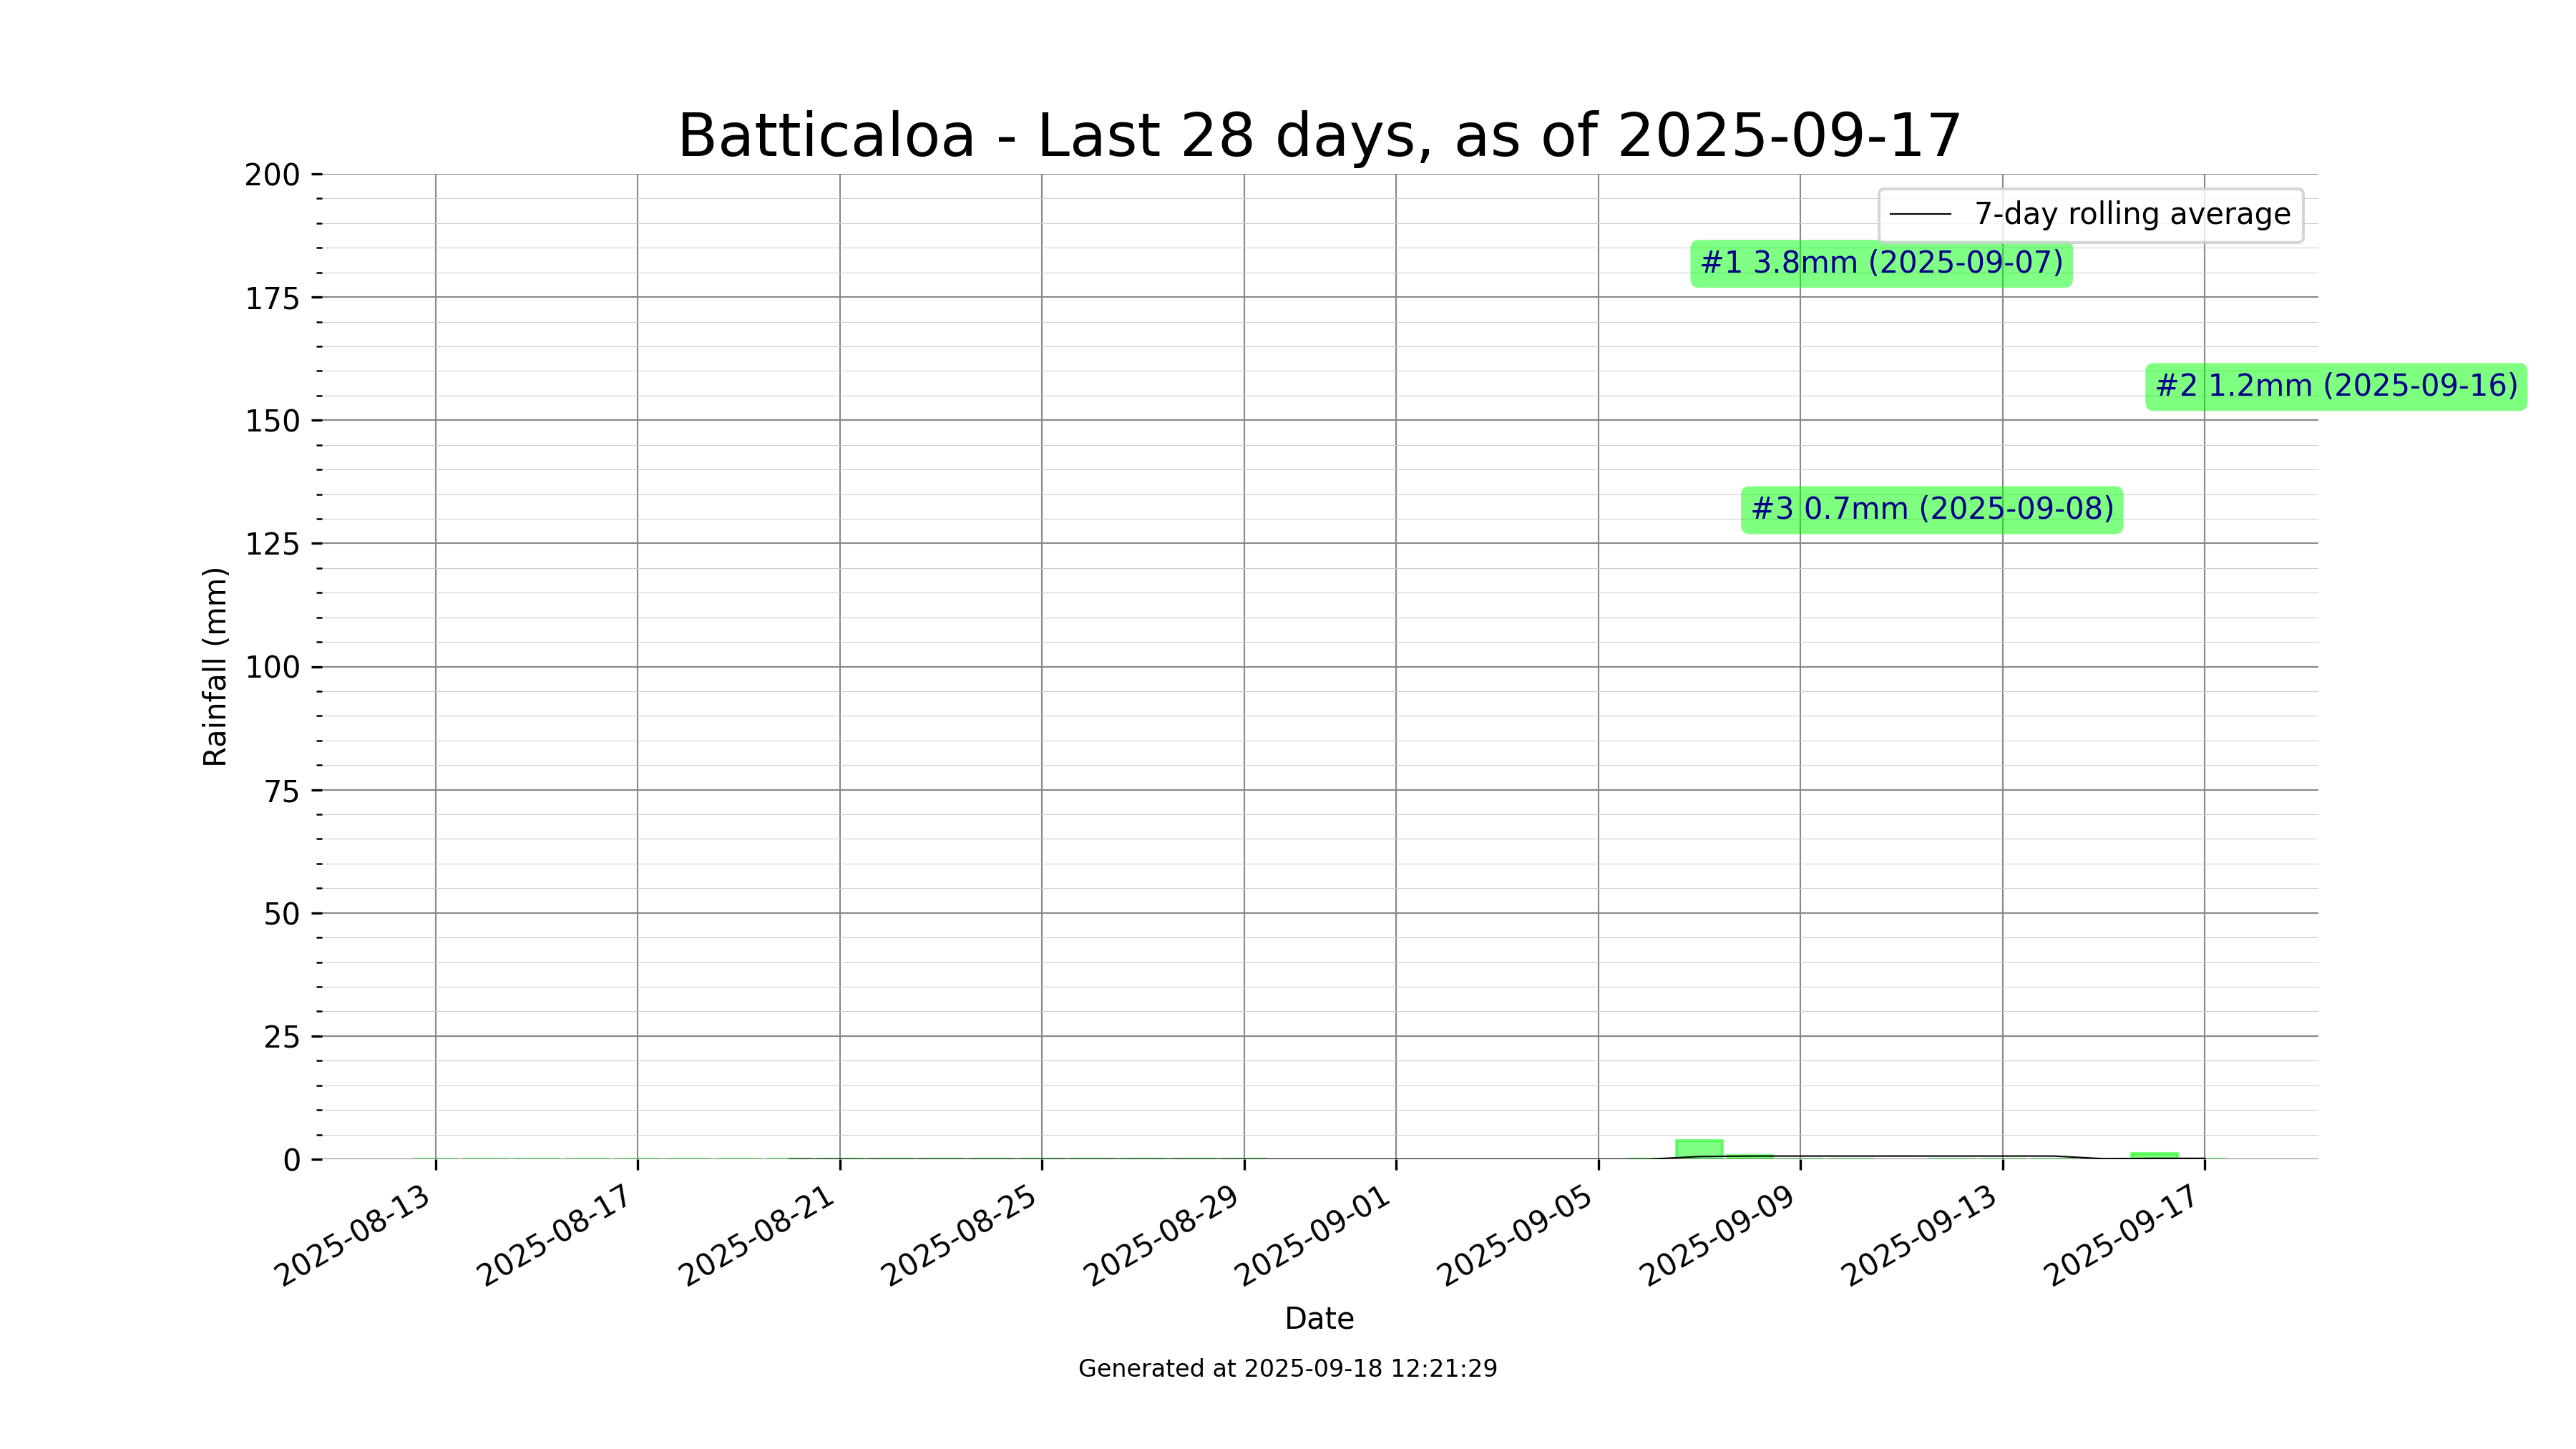 Batticaloa - Last 28 days, as of 2025-09-17
7-day rolling average
#1 3.8mm (2025-09-07)
#2 1.2mm (2025-09-16)
#3 0.7mm (2025-09-08)
Rainfall (mm)
200
175
150
125
100
75
50
25
0
2025-08-13
2025-08-17
2025-08-21
2025-08-25
2025-08-29
2025-09-01
2025-09-05
2025-09-09
2025-09-13
2025-09-17
Date
Generated at 2025-09-18 12:21:29